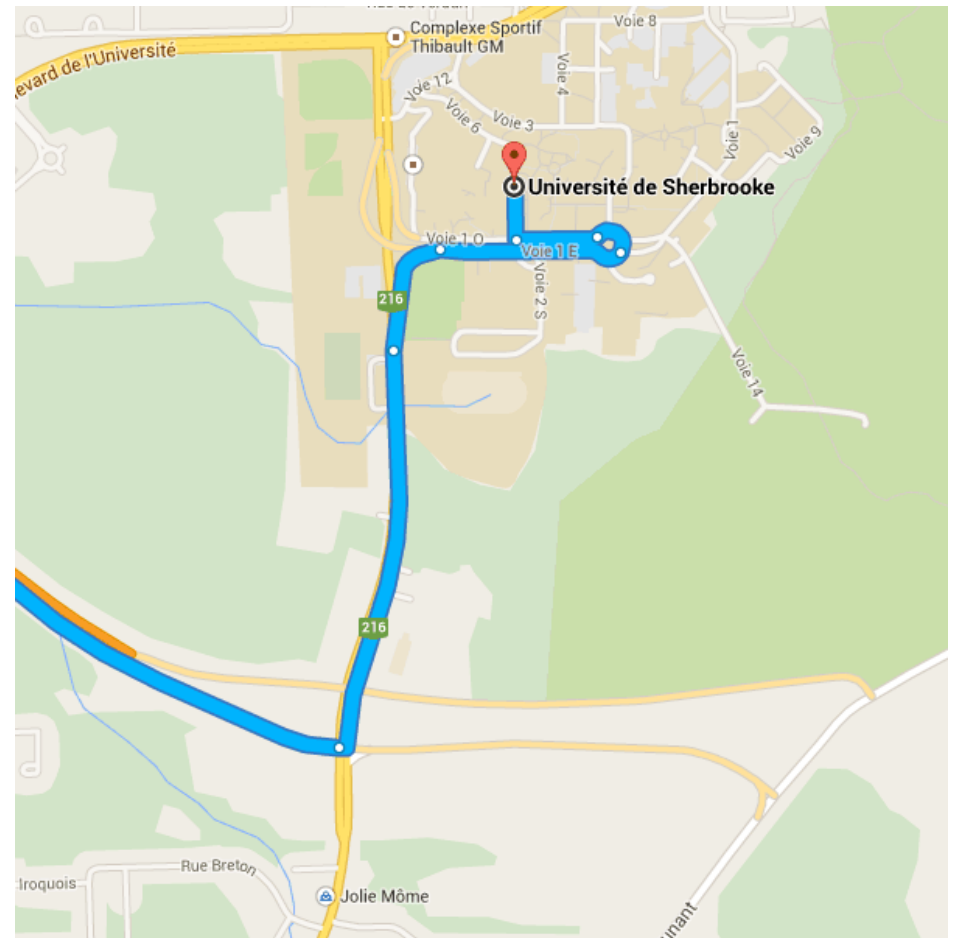 Complexe Sportif
Thibault GM
Voie 8
evard de l'Université
Voie 12
Voie 4
Voie 6
Voie 3
Voie 1
Voie 9
Université de Sherbrooke
Voie 1 O
Voie 1 E
Voie 2 S
216
Voie 14
216
Rue Breton
Iroquois
Jolie Môme
unant